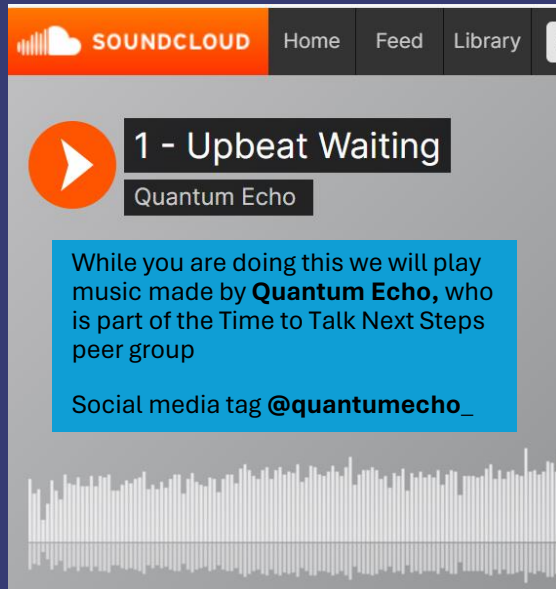 SOUNDCLOUD Home Feed Library
1 - Upbeat Waiting
Quantum Echo
While you are doing this we will play
music made by Quantum Echo, who
is part of the Time to Talk Next Steps
peer group
Social media tag @quantumecho_